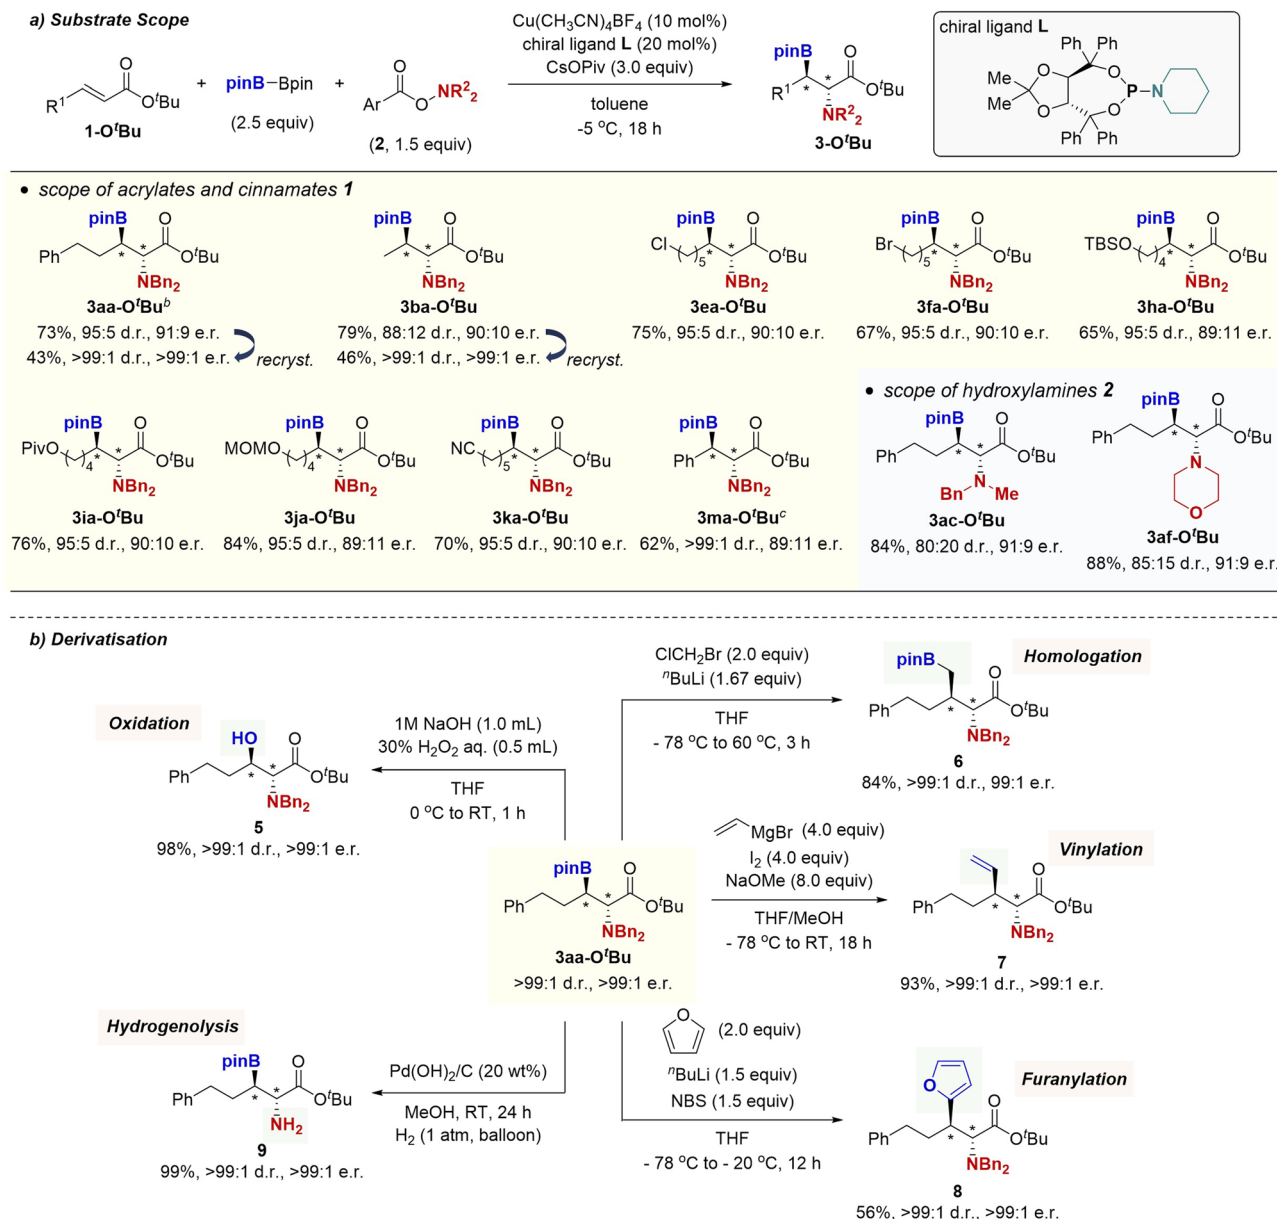 a) Substrate Scope
R¹ O OᵗBu
1-OᵗBu
+
pinB–Bpin
(2.5 equiv)
+
Ar O O NR²₂
(2, 1.5 equiv)
Cu(CH₃CN)₄BF₄ (10 mol%)
chiral ligand L (20 mol%)
CsOPiv (3.0 equiv)
toluene
-5 °C, 18 h
pinB O
R¹ * * OᵗBu
NR²₂
3-OᵗBu
chiral ligand L
Ph Ph
Me O O
P–N
Me O O
Ph Ph
• scope of acrylates and cinnamates 1
pinB O
Ph * * OᵗBu
NBn₂
3aa-OᵗBuᵇ
73%, 95:5 d.r., 91:9 e.r.
43%, >99:1 d.r., >99:1 e.r.
recryst.
pinB O
* * OᵗBu
NBn₂
3ba-OᵗBu
79%, 88:12 d.r., 90:10 e.r.
46%, >99:1 d.r., >99:1 e.r.
recryst.
pinB O
Cl ( )₅ * * OᵗBu
NBn₂
3ea-OᵗBu
75%, 95:5 d.r., 90:10 e.r.
pinB O
Br ( )₅ * * OᵗBu
NBn₂
3fa-OᵗBu
67%, 95:5 d.r., 90:10 e.r.
pinB O
TBSO ( )₄ * * OᵗBu
NBn₂
3ha-OᵗBu
65%, 95:5 d.r., 89:11 e.r.
pinB O
PivO ( )₄ * * OᵗBu
NBn₂
3ia-OᵗBu
76%, 95:5 d.r., 90:10 e.r.
pinB O
MOMO ( )₄ * * OᵗBu
NBn₂
3ja-OᵗBu
84%, 95:5 d.r., 89:11 e.r.
pinB O
NC ( )₅ * * OᵗBu
NBn₂
3ka-OᵗBu
70%, 95:5 d.r., 90:10 e.r.
pinB O
Ph * * OᵗBu
NBn₂
3ma-OᵗBuᶜ
62%, >99:1 d.r., 89:11 e.r.
• scope of hydroxylamines 2
pinB O
Ph * * OᵗBu
N
Bn Me
3ac-OᵗBu
84%, 80:20 d.r., 91:9 e.r.
pinB O
Ph * * OᵗBu
N
O
3af-OᵗBu
88%, 85:15 d.r., 91:9 e.r.
b) Derivatisation
Oxidation
HO O
Ph * * OᵗBu
NBn₂
5
98%, >99:1 d.r., >99:1 e.r.
1M NaOH (1.0 mL)
30% H₂O₂ aq. (0.5 mL)
THF
0 °C to RT, 1 h
ClCH₂Br (2.0 equiv)
ⁿBuLi (1.67 equiv)
THF
- 78 °C to 60 °C, 3 h
Homologation
pinB O
Ph * * OᵗBu
NBn₂
6
84%, >99:1 d.r., 99:1 e.r.
pinB O
Ph * * OᵗBu
NBn₂
3aa-OᵗBu
>99:1 d.r., >99:1 e.r.
MgBr (4.0 equiv)
I₂ (4.0 equiv)
NaOMe (8.0 equiv)
THF/MeOH
- 78 °C to RT, 18 h
Vinylation
O
Ph * * OᵗBu
NBn₂
7
93%, >99:1 d.r., >99:1 e.r.
Hydrogenolysis
pinB O
Ph * * OᵗBu
NH₂
9
99%, >99:1 d.r., >99:1 e.r.
Pd(OH)₂/C (20 wt%)
MeOH, RT, 24 h
H₂ (1 atm, balloon)
O (2.0 equiv)
ⁿBuLi (1.5 equiv)
NBS (1.5 equiv)
THF
- 78 °C to - 20 °C, 12 h
Furanylation
O O
Ph * * OᵗBu
NBn₂
8
56%, >99:1 d.r., >99:1 e.r.